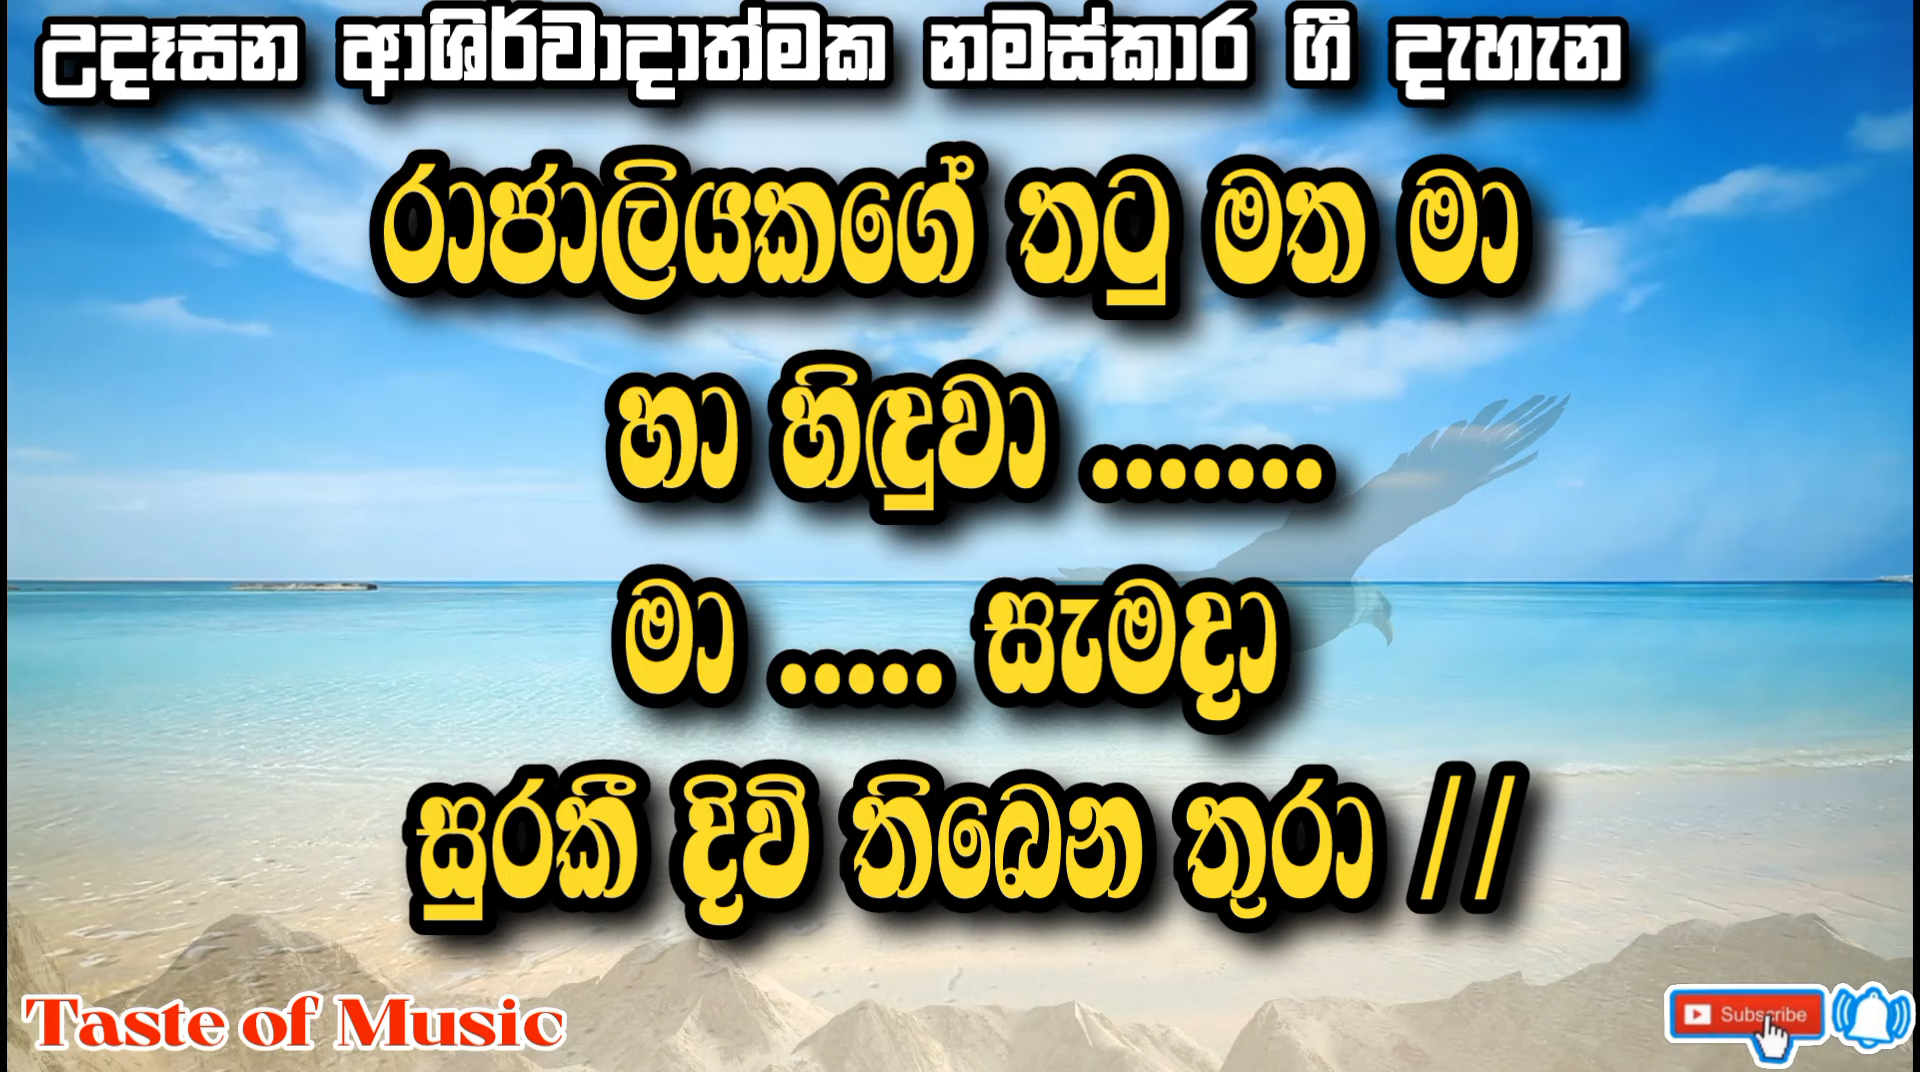 උදෑසන ආශිර්වාදාත්මක නමස්කාර ගී දැහැන
රාජාලියකගේ තටු මත මා
හා හිඳුවා .......
මා ..... සැමදා
සුරකී දිවි තිබෙන තුරා //
Taste of Music
Subscribe